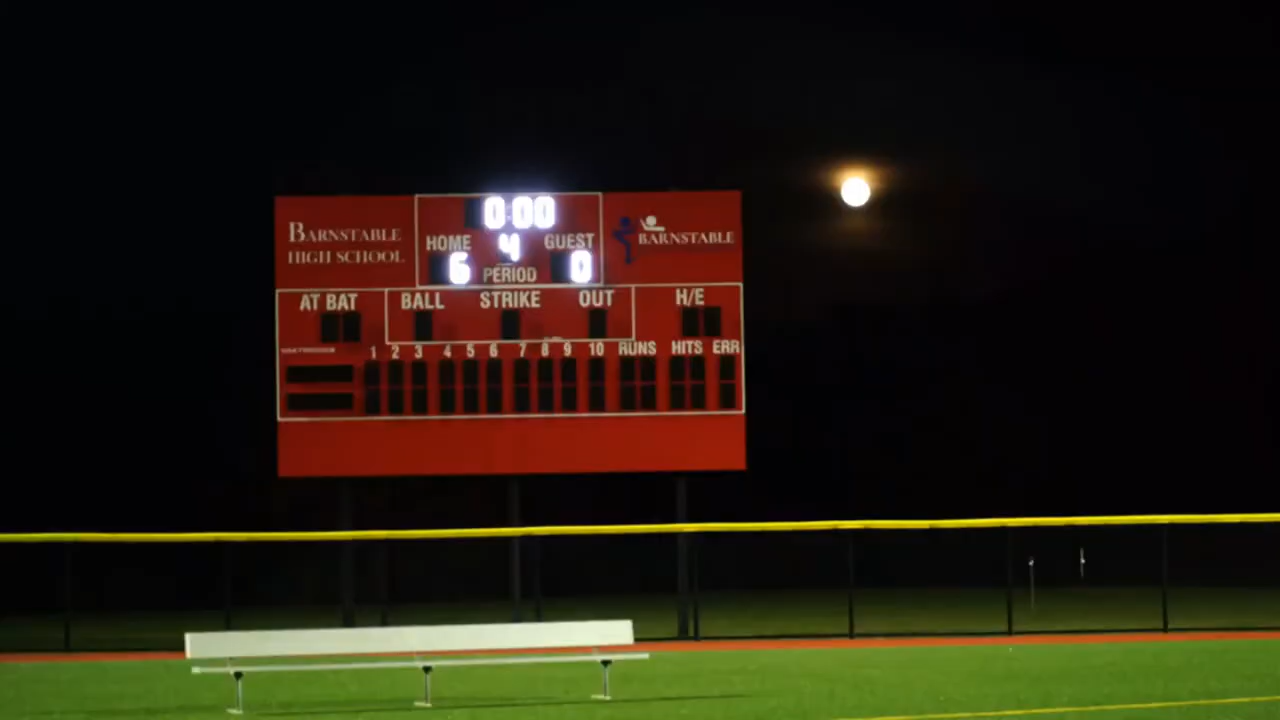 BARNSTABLE
HIGH SCHOOL
0:00
HOME 4 GUEST
6 PERIOD 0
BARNSTABLE
AT BAT BALL STRIKE OUT H/E
1 2 3 4 5 6 7 8 9 10 RUNS HITS ERR